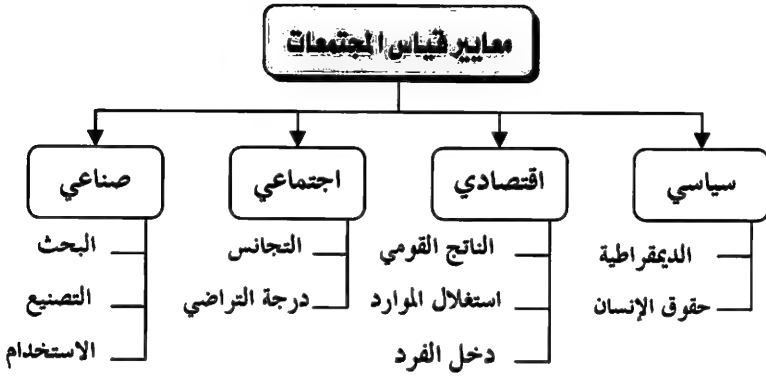 معايير قياس المجتمعات
سياسي
اقتصادي
اجتماعي
صناعي
الديمقراطية
حقوق الإنسان
الناتج القومي
استغلال الموارد
دخل الفرد
التجانس
درجة التراضي
البحث
التصنيع
الاستخدام